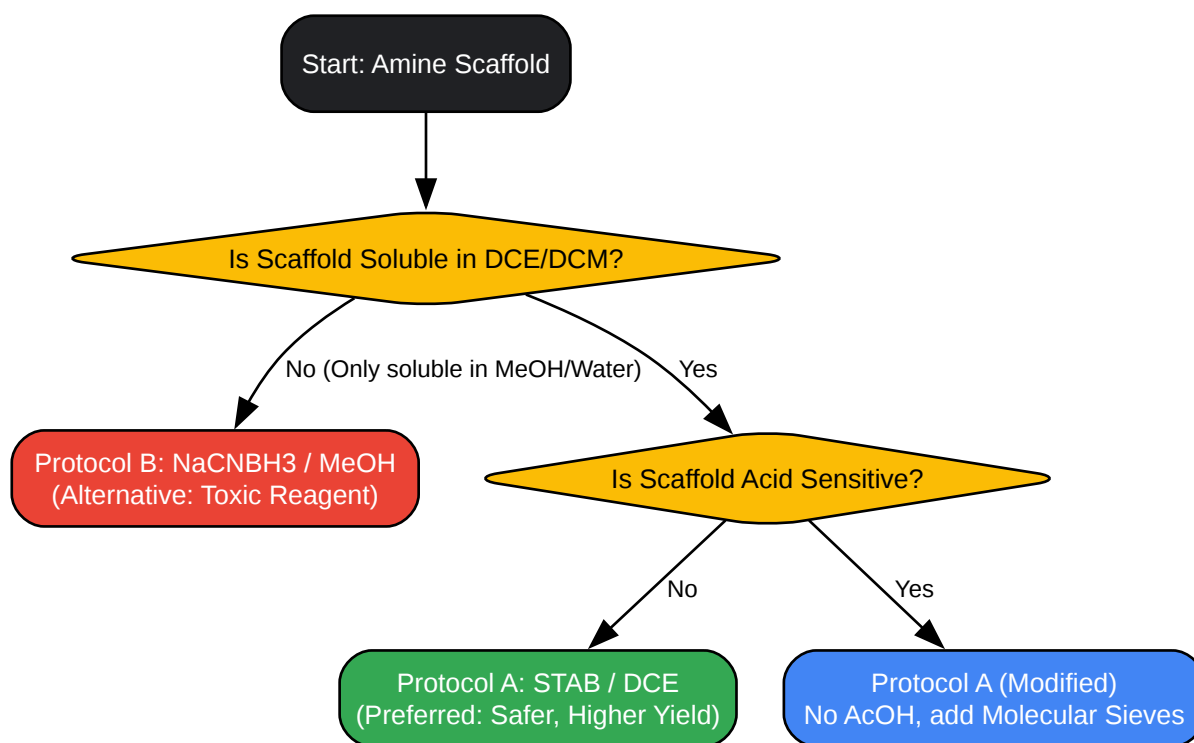 Start: Amine Scaffold
Is Scaffold Soluble in DCE/DCM?
No (Only soluble in MeOH/Water)
Yes
Protocol B: NaCNBH3 / MeOH
(Alternative: Toxic Reagent)
Is Scaffold Acid Sensitive?
No
Yes
Protocol A: STAB / DCE
(Preferred: Safer, Higher Yield)
Protocol A (Modified)
No AcOH, add Molecular Sieves